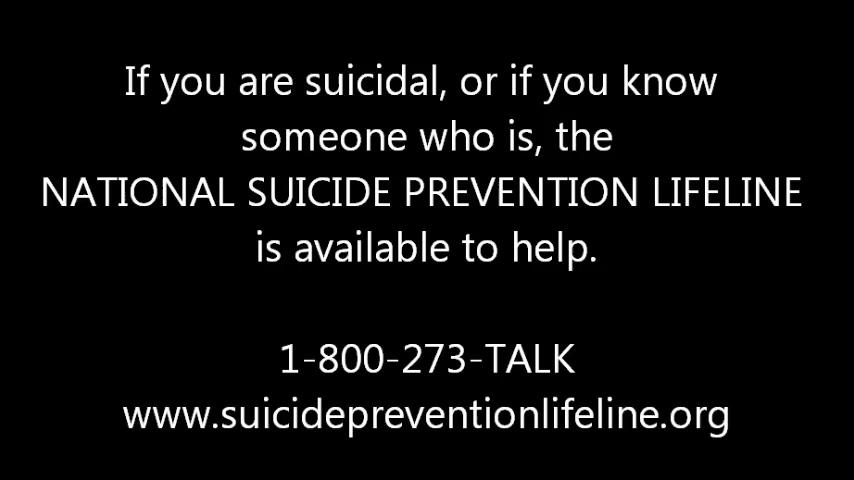 If you are suicidal, or if you know
someone who is, the
NATIONAL SUICIDE PREVENTION LIFELINE
is available to help.
1-800-273-TALK
www.suicidepreventionlifeline.org